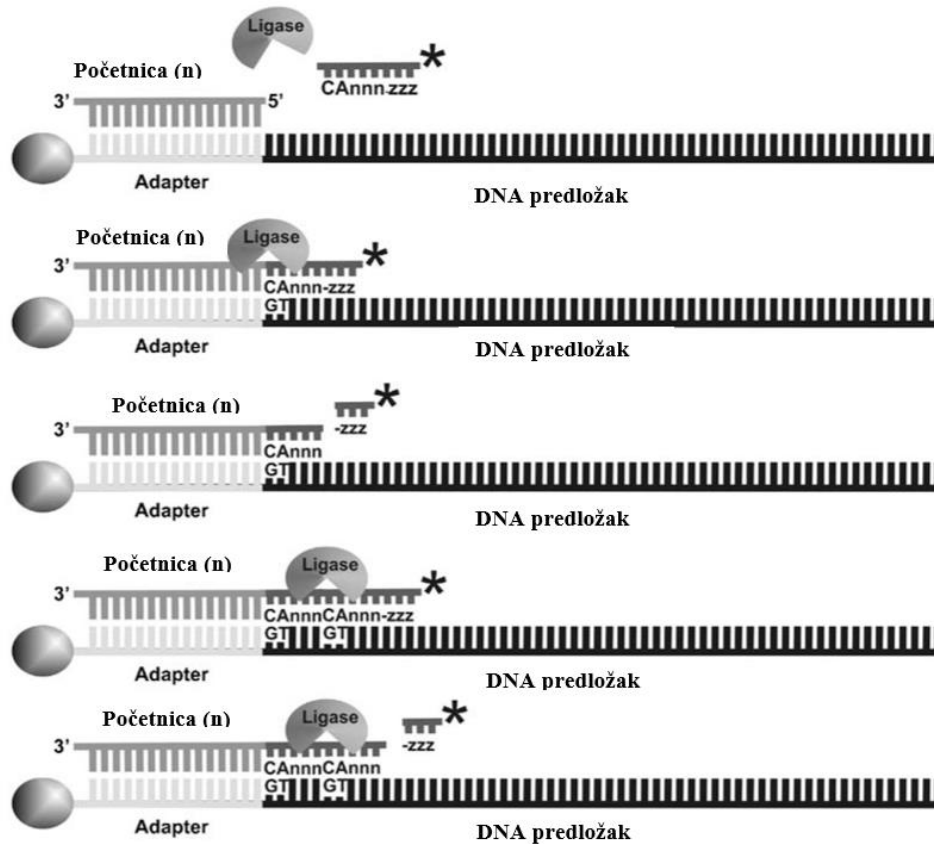 Ligase
*
Početnica (n)
CAnnn-zzz
3’
5’
Adapter
DNA predložak
Početnica (n)
Ligase
*
3’
CAnnn-zzz
GT
Adapter
DNA predložak
Početnica (n)
*
-zzz
3’
CAnnn
GT
Adapter
DNA predložak
Početnica (n)
Ligase
*
3’
CAnnnCAnnn-zzz
GT GT
Adapter
DNA predložak
Početnica (n)
Ligase
*
-zzz
3’
CAnnnCAnnn
GT GT
Adapter
DNA predložak